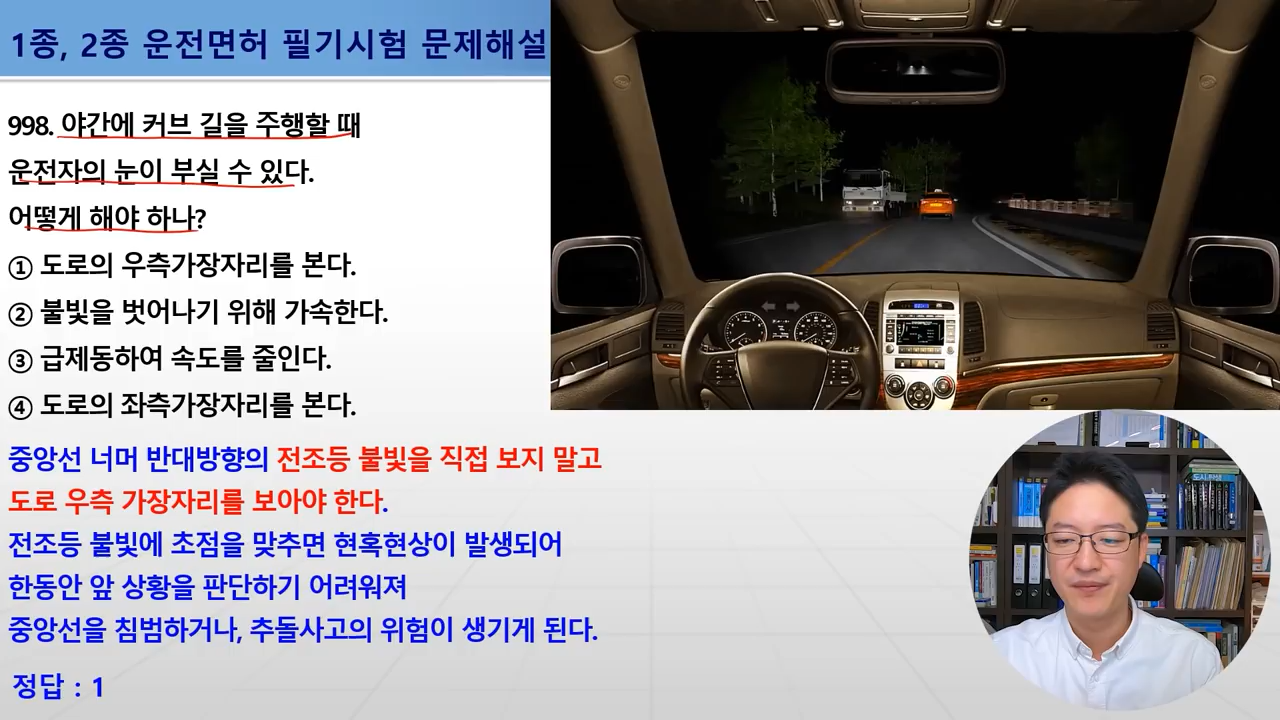 1종, 2종 운전면허 필기시험 문제해설
998. 야간에 커브 길을 주행할 때
운전자의 눈이 부실 수 있다.
어떻게 해야 하나?
① 도로의 우측가장자리를 본다.
② 불빛을 벗어나기 위해 가속한다.
③ 급제동하여 속도를 줄인다.
④ 도로의 좌측가장자리를 본다.
중앙선 너머 반대방향의 전조등 불빛을 직접 보지 말고
도로 우측 가장자리를 보아야 한다.
전조등 불빛에 초점을 맞추면 현혹현상이 발생되어
한동안 앞 상황을 판단하기 어려워져
중앙선을 침범하거나, 추돌사고의 위험이 생기게 된다.
정답 : 1